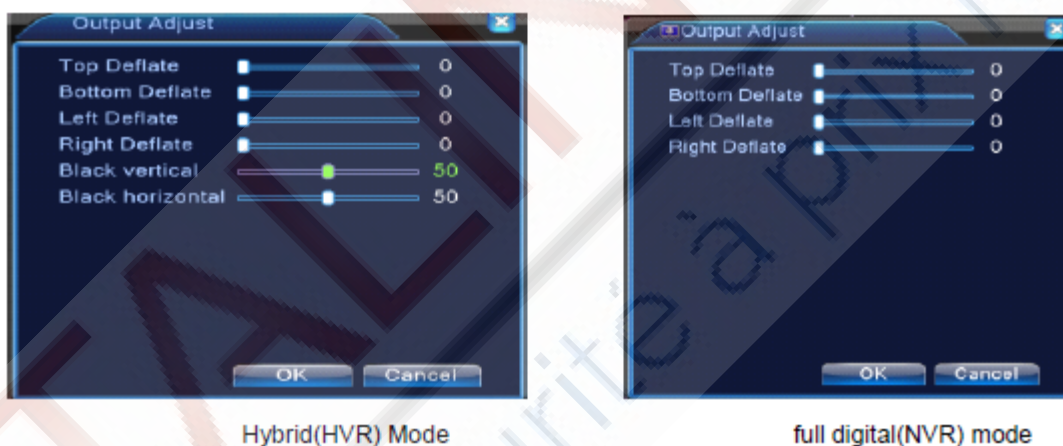 Output Adjust
Top Deflate 0
Bottom Deflate 0
Left Deflate 0
Right Deflate 0
Black vertical 50
Black horizontal 50
OK Cancel
Hybrid(HVR) Mode
Output Adjust
Top Deflate 0
Bottom Deflate 0
Left Deflate 0
Right Deflate 0
OK Cancel
full digital(NVR) mode
à prix